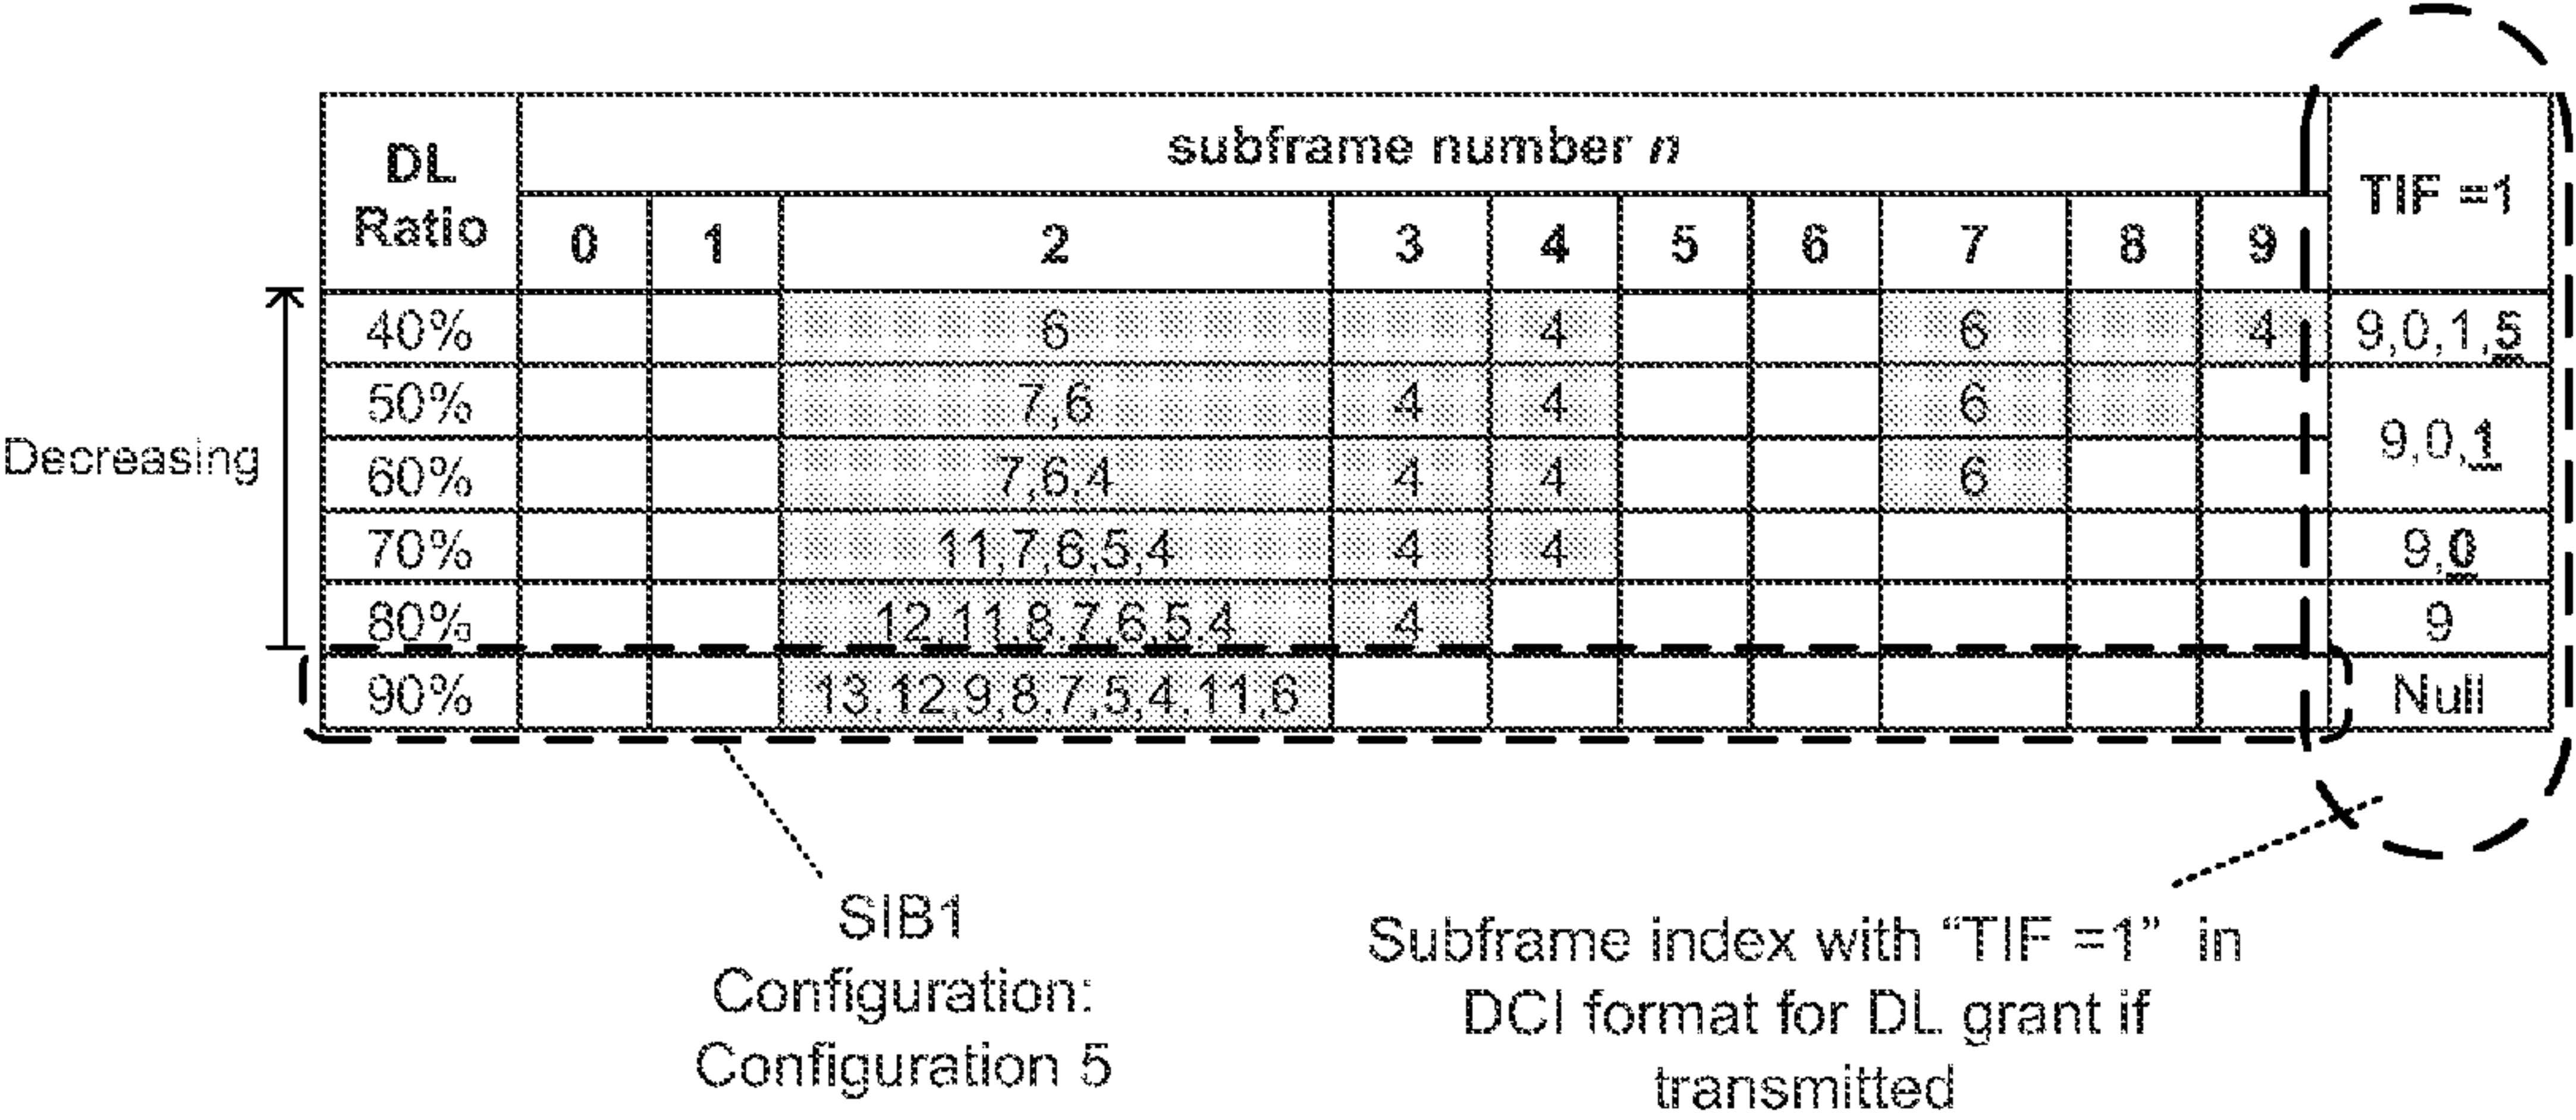 DL Ratio subframe number n TIF =1
0 1 2 3 4 5 6 7 8 9
40% 6 4 6 4 9,0,1,5
50% 7,6 4 4 6
9,0,1
60% 7,6,4 4 4 6
70% 11,7,6,5,4 4 4 9,0
80% 12,11,8,7,6,5,4 4 9
90% 13,12,9,8,7,5,4,11,6 Null
Decreasing
SIB1
Configuration:
Configuration 5
Subframe index with “TIF =1” in
DCI format for DL grant if
transmitted